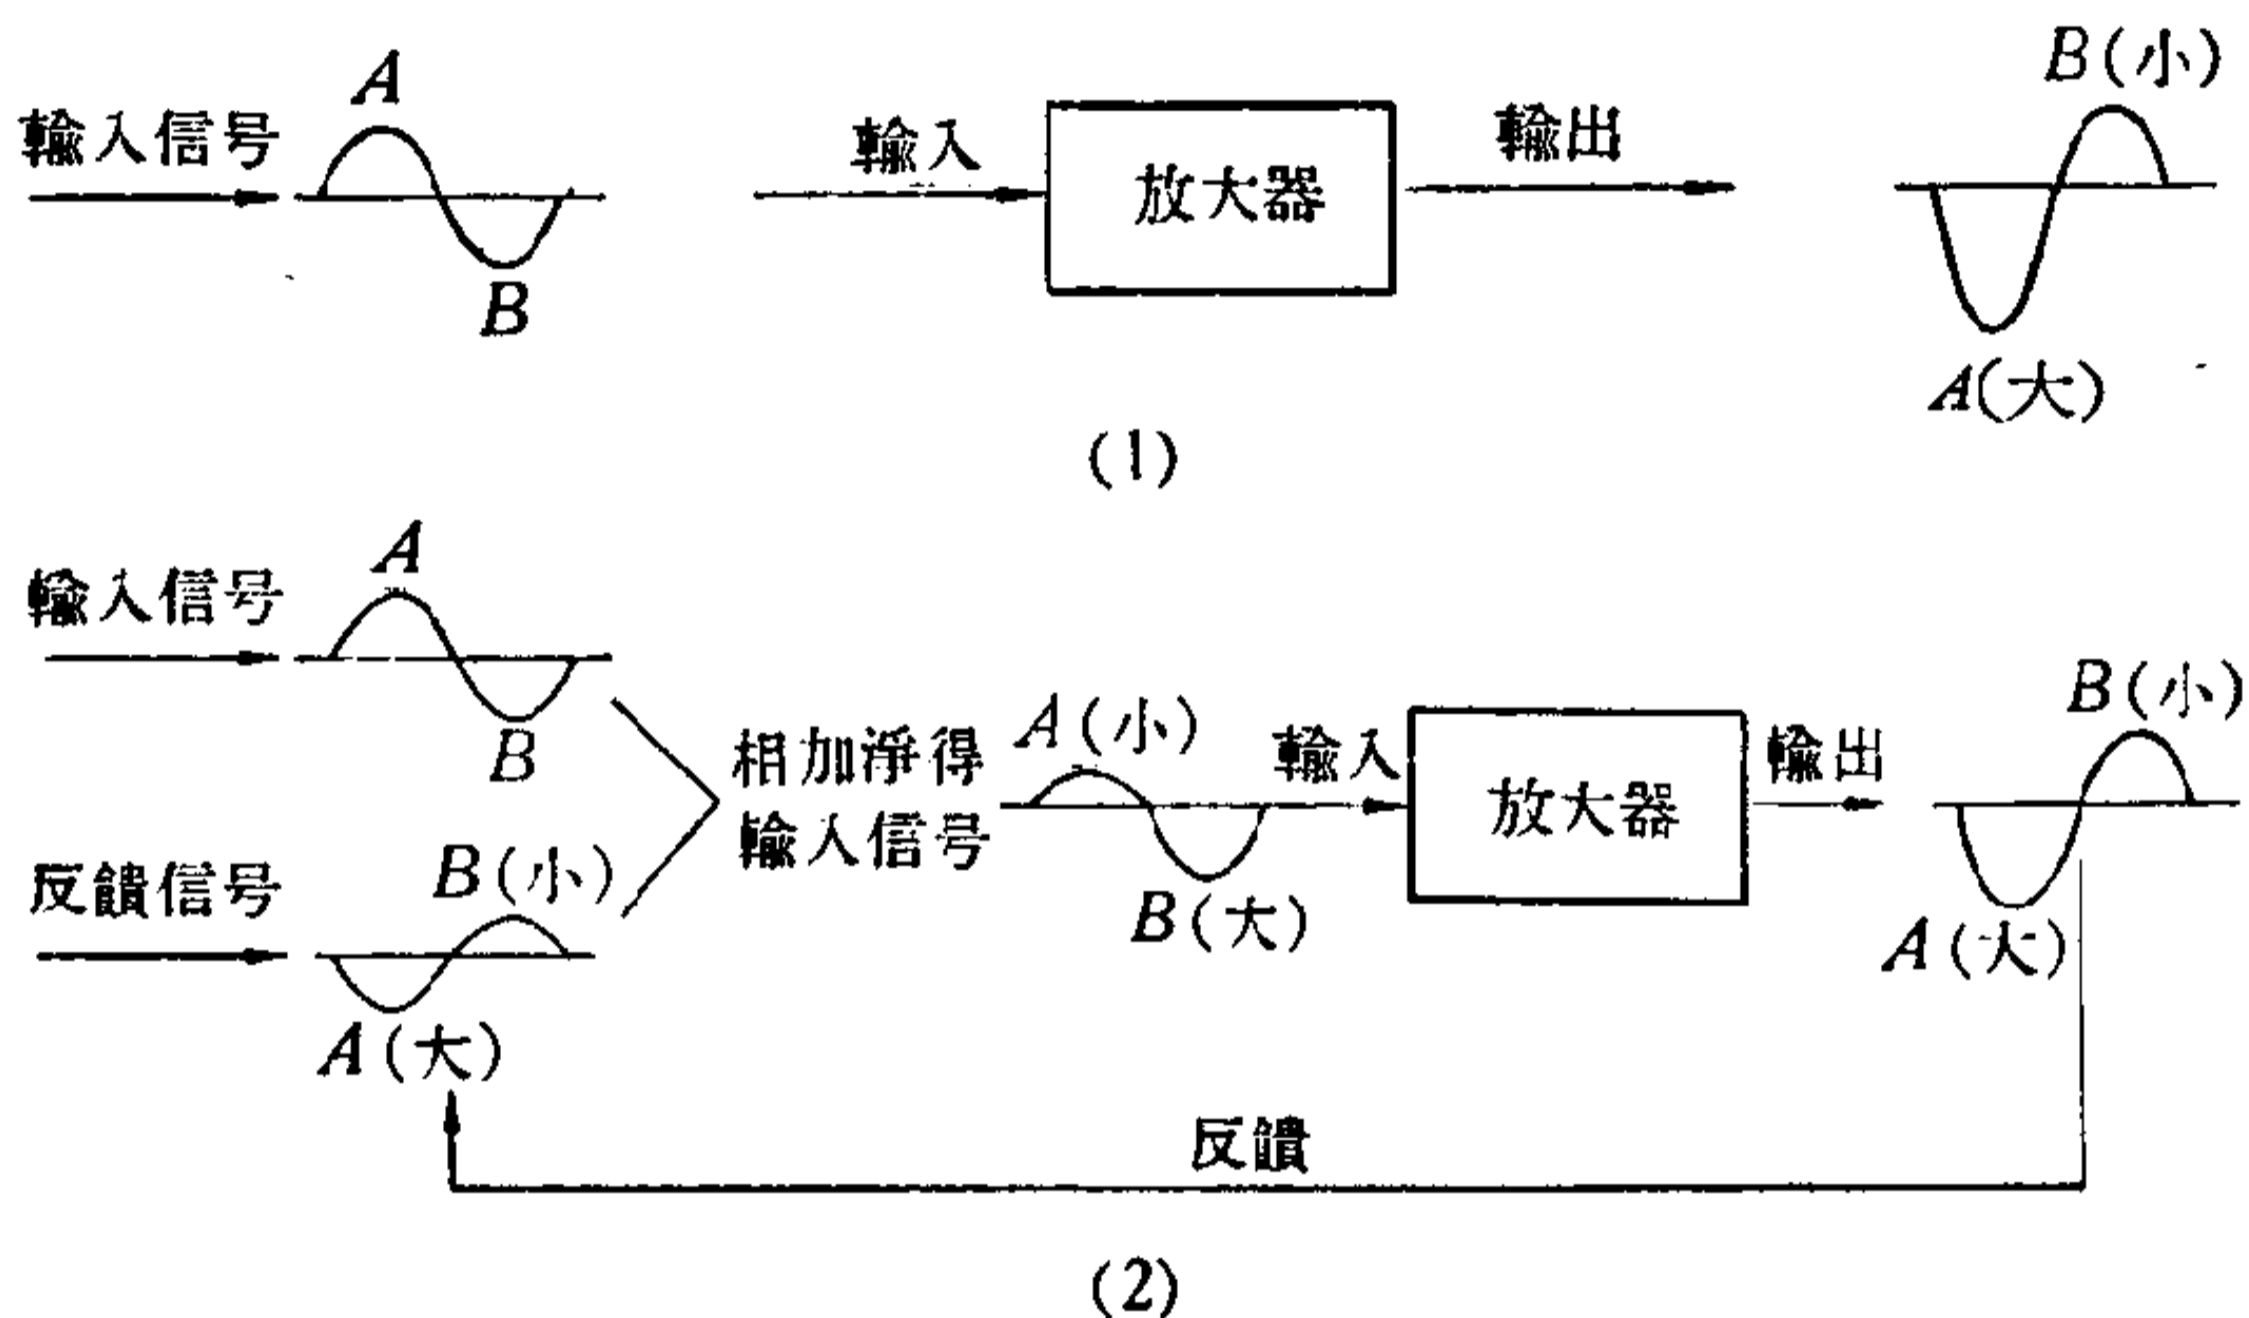 A
輸入信号
B
輸入
放大器
輸出
B(小)
A(大)
(1)
A
輸入信号
B
反饋信号
B(小)
A(大)
相加淨得
輸入信号
A(小)
B(大)
輸入
放大器
輸出
B(小)
A(大)
反饋
(2)